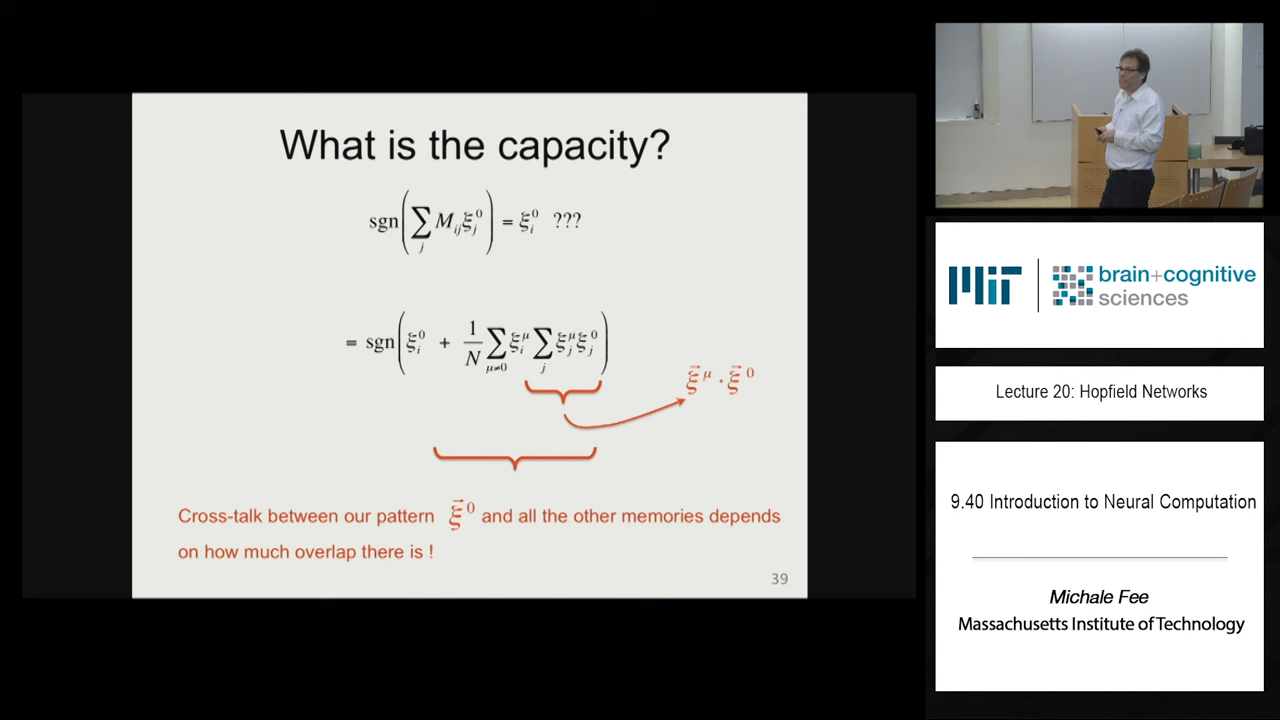 What is the capacity?
sgn(∑_j M_ij ξ_j^0) = ξ_i^0 ???
= sgn(ξ_i^0 + 1/N ∑_{μ≠0} ξ_i^μ ∑_j ξ_j^μ ξ_j^0)
ξ⃗^μ · ξ⃗^0
Cross-talk between our pattern ξ⃗^0 and all the other memories depends
on how much overlap there is !
39
MIT
brain+cognitive
sciences
Lecture 20: Hopfield Networks
9.40 Introduction to Neural Computation
Michale Fee
Massachusetts Institute of Technology